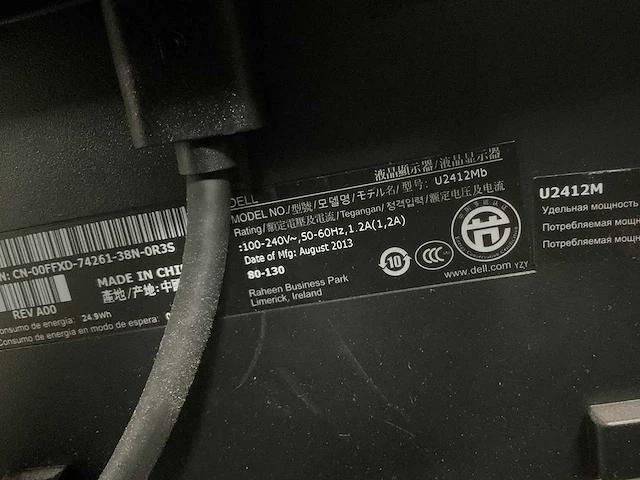 N: CN-00FFXD-74261-38N-0R3S
REV A00
MADE IN CHI
產地/产地: 中
onsumo de energia: 24.9Wh
Consumo de energía en modo de espera:
液晶顯示器/液晶显示器
DELL
MODEL NO./型號/모델명/モデル名/型号: U2412Mb
Rating/額定電壓及電流/Tegangan/정격입력/额定电压及电流
:100-240V~,50-60Hz,1.2A(1,2A)
Date of Mfg: August 2013
80-130
Raheen Business Park
Limerick, Ireland
10
CCC
www.dell.com YZY
U2412M
Удельная мощность
Потребляемая мощ
Потребляемая мощн